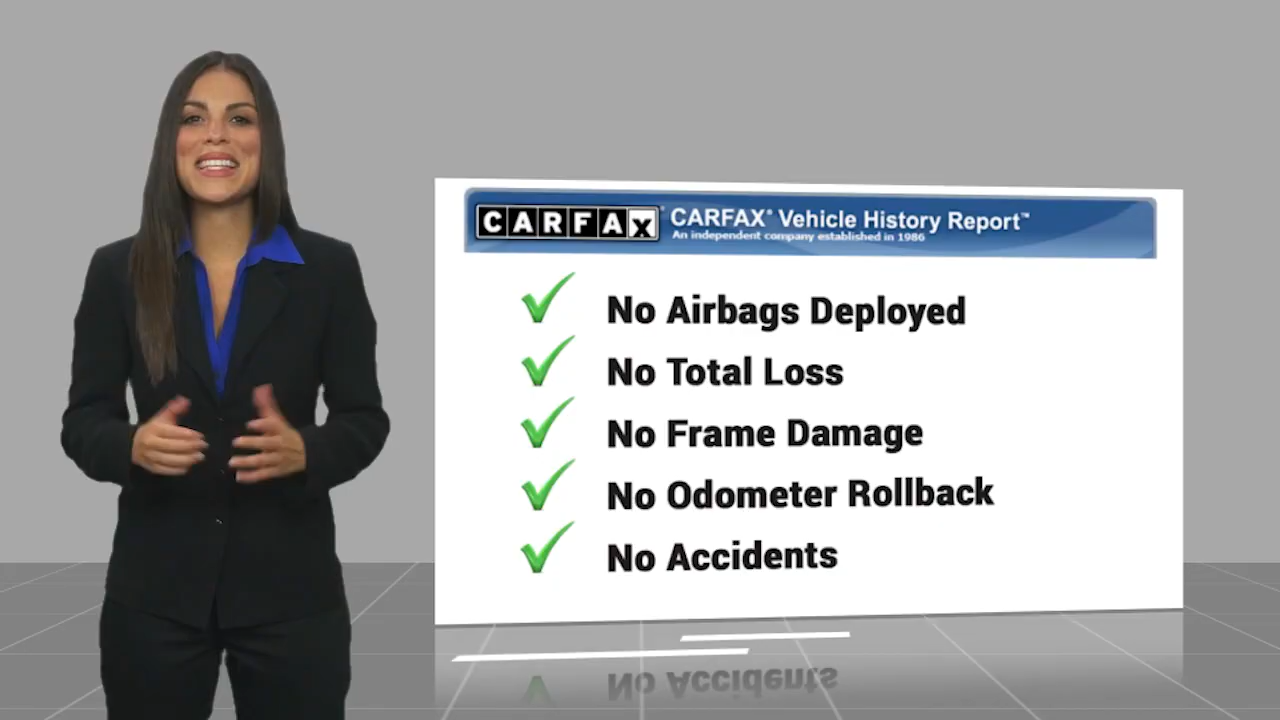 CARFAX® CARFAX® Vehicle History Report™
An independent company established in 1986
No Airbags Deployed
No Total Loss
No Frame Damage
No Odometer Rollback
No Accidents
No Accidents